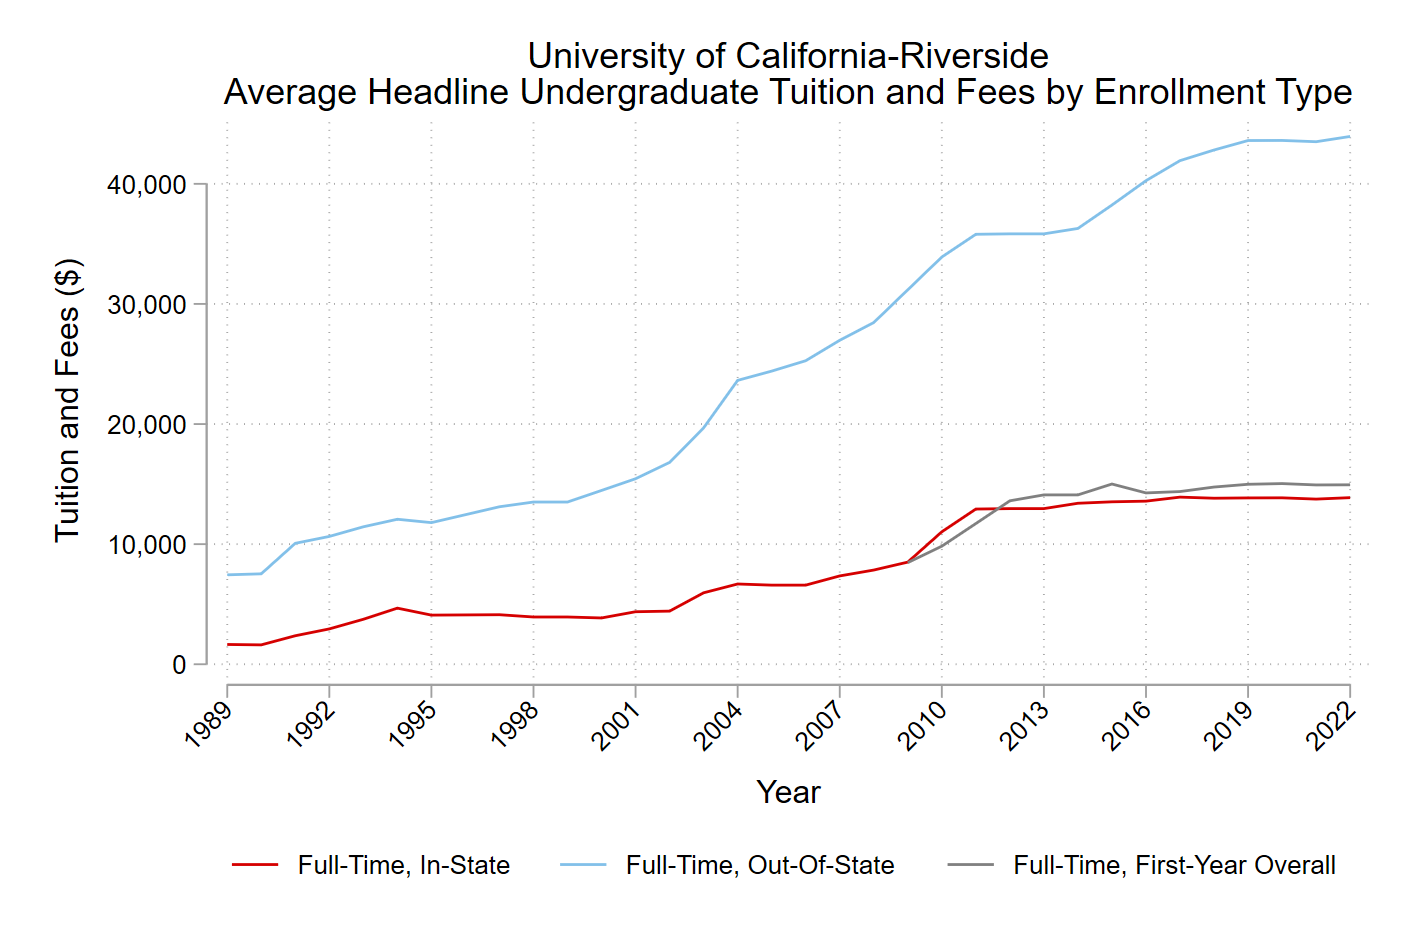 University of California-Riverside
Average Headline Undergraduate Tuition and Fees by Enrollment Type
Tuition and Fees ($)
40,000
30,000
20,000
10,000
0
1989
1992
1995
1998
2001
2004
2007
2010
2013
2016
2019
2022
Year
Full-Time, In-State
Full-Time, Out-Of-State
Full-Time, First-Year Overall